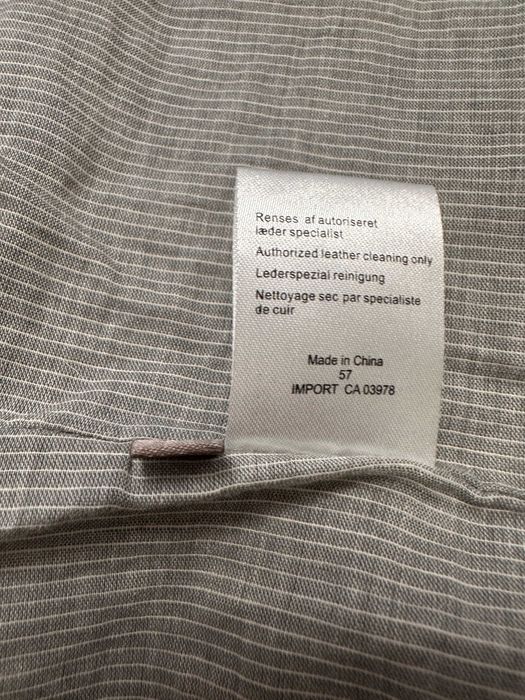 Renses af autoriseret
læder specialist
Authorized leather cleaning only
Lederspezial reinigung
Nettoyage sec par specialiste
de cuir
Made in China
57
IMPORT CA 03978